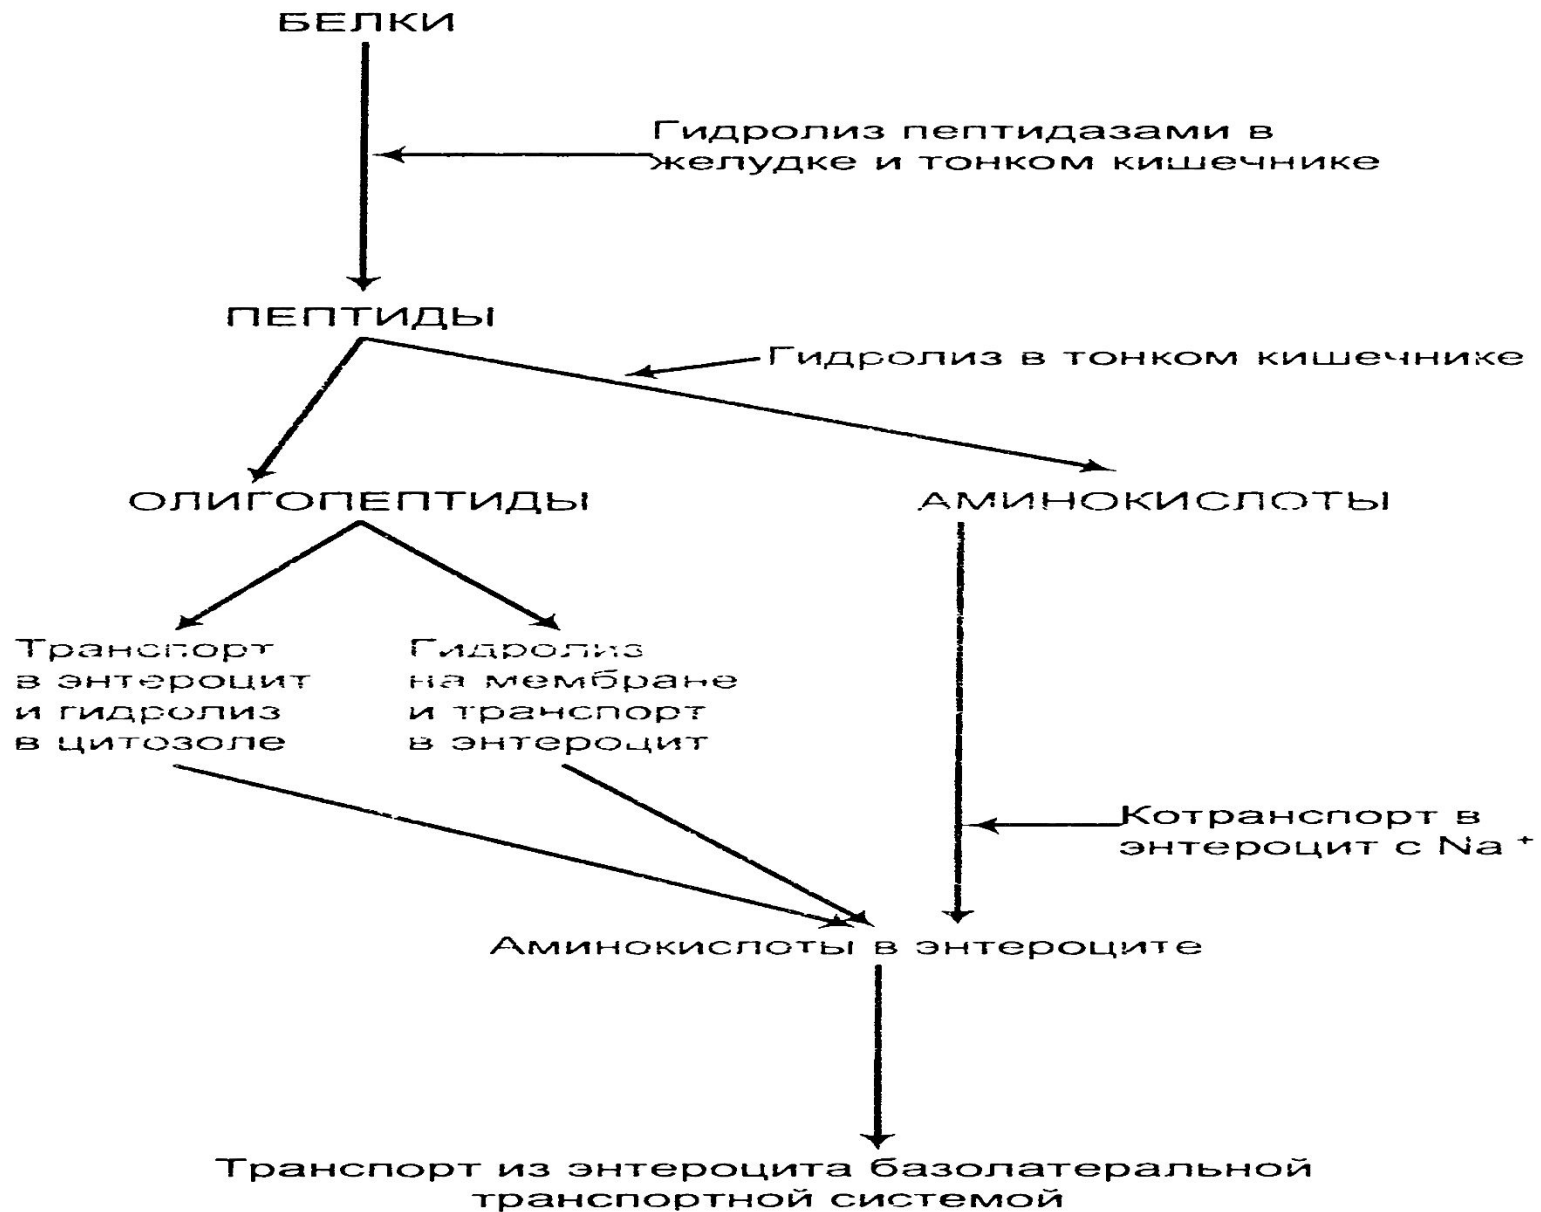 БЕЛКИ
Гидролиз пептидазами в
желудке и тонком кишечнике
ПЕПТИДЫ
Гидролиз в тонком кишечнике
ОЛИГОПЕПТИДЫ
АМИНОКИСЛОТЫ
Транспорт
в энтероцит
и гидролиз
в цитозоле
Гидролиз
на мембране
и транспорт
в энтероцит
Котранспорт в
энтероцит с Na⁺
Аминокислоты в энтероците
Транспорт из энтероцита базолатеральной
транспортной системой